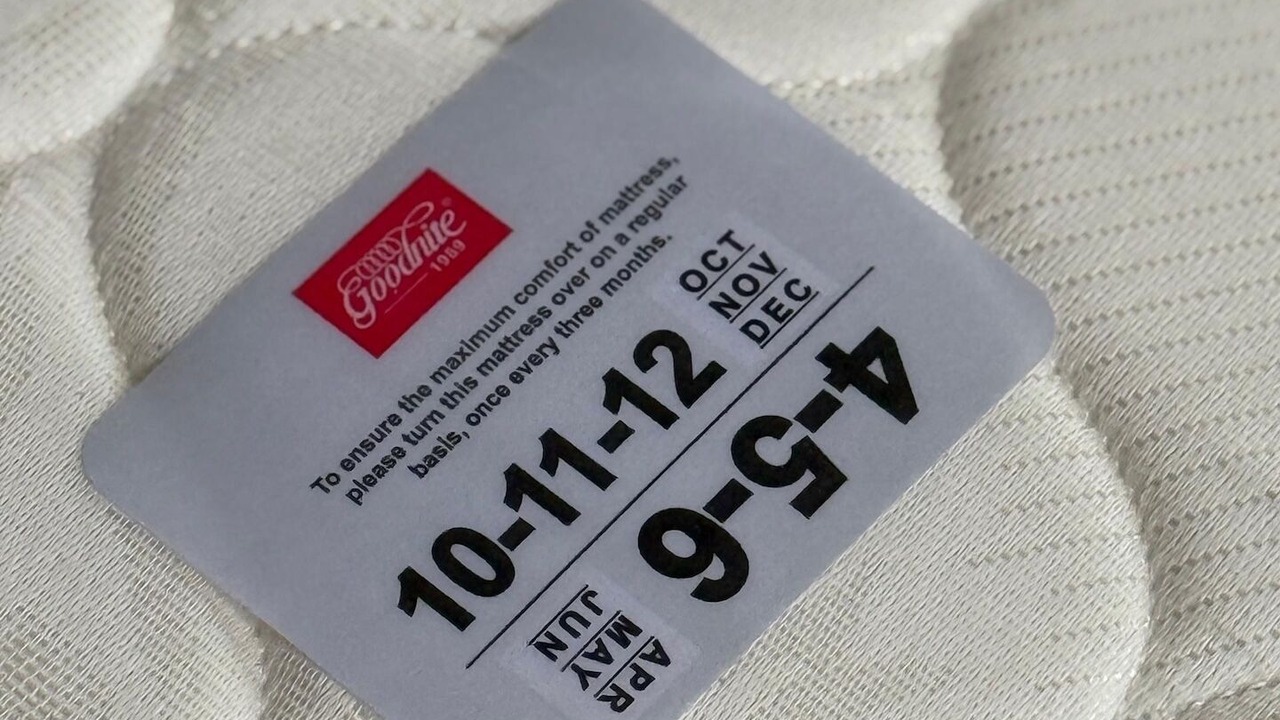 Goodnite®
1989
To ensure the maximum comfort of mattress,
please turn this mattress over on a regular
basis, once every three months.
10-11-12
OCT
NOV
DEC
4-5-6
APR
MAY
JUN